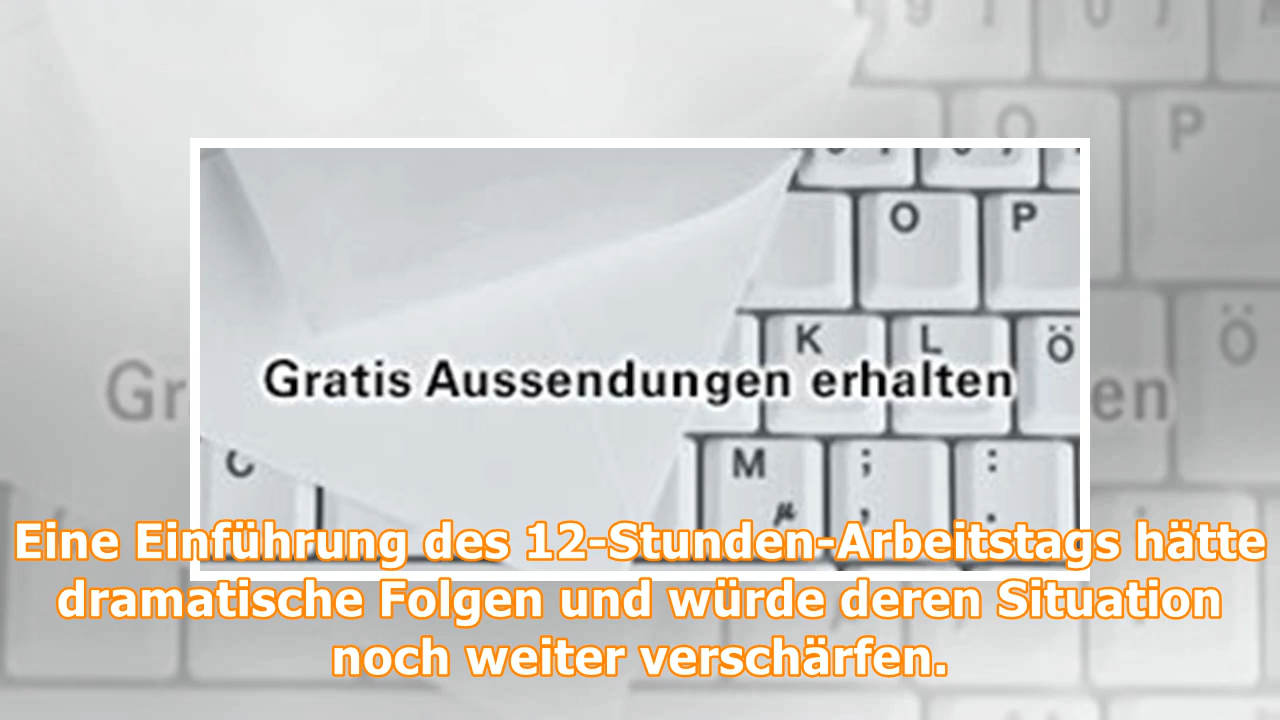 Gratis Aussendungen erhalten
O
P
K
L
Ö
M
;
:
µ
,
.
Eine Einführung des 12-Stunden-Arbeitstags hätte
dramatische Folgen und würde deren Situation
noch weiter verschärfen.